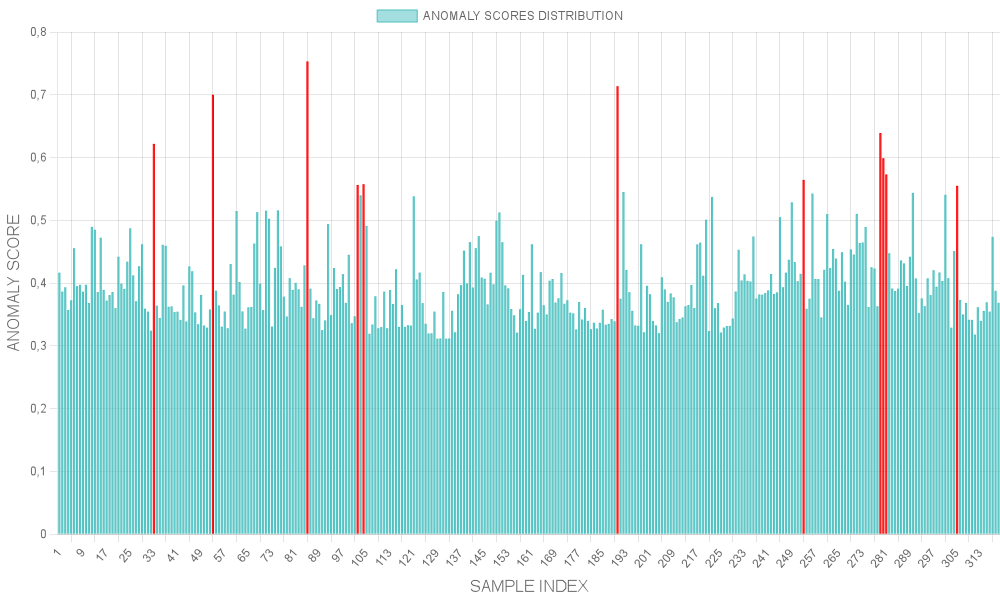 ANOMALY SCORES DISTRIBUTION
0,8
0,7
0,6
0,5
0,4
0,3
0,2
0,1
0
ANOMALY SCORE
1 9 17 25 33 41 49 57 65 73 81 89 97 105 113 121 129 137 145 153 161 169 177 185 193 201 209 217 225 233 241 249 257 265 273 281 289 297 305 313
SAMPLE INDEX